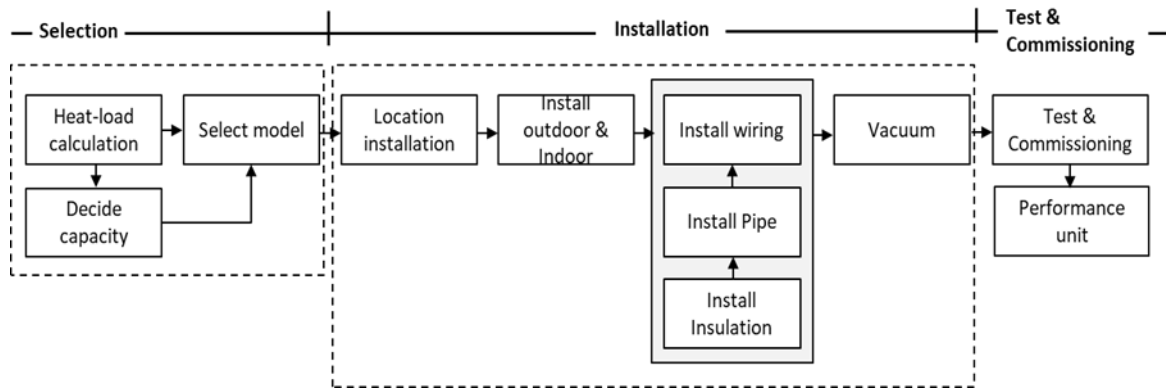 Selection
Installation
Test &
Commissioning
Heat-load
calculation
Select model
Decide
capacity
Location
installation
Install
outdoor &
Indoor
Install wiring
Install Pipe
Install
Insulation
Vacuum
Test &
Commissioning
Performance
unit